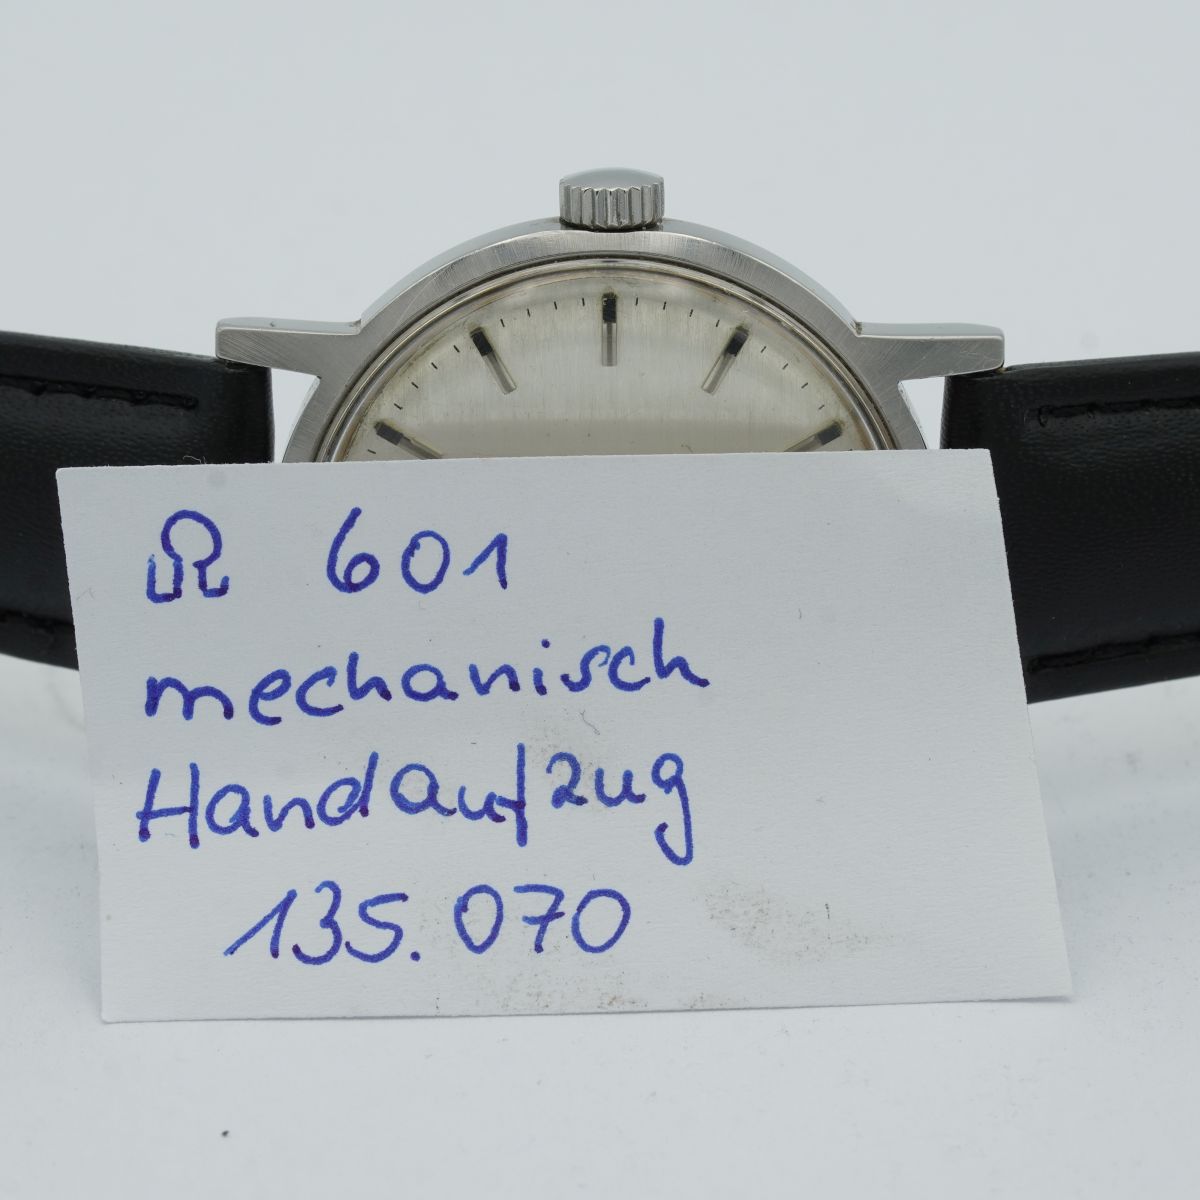 Ω 601
mechanisch
Handaufzug
135.070